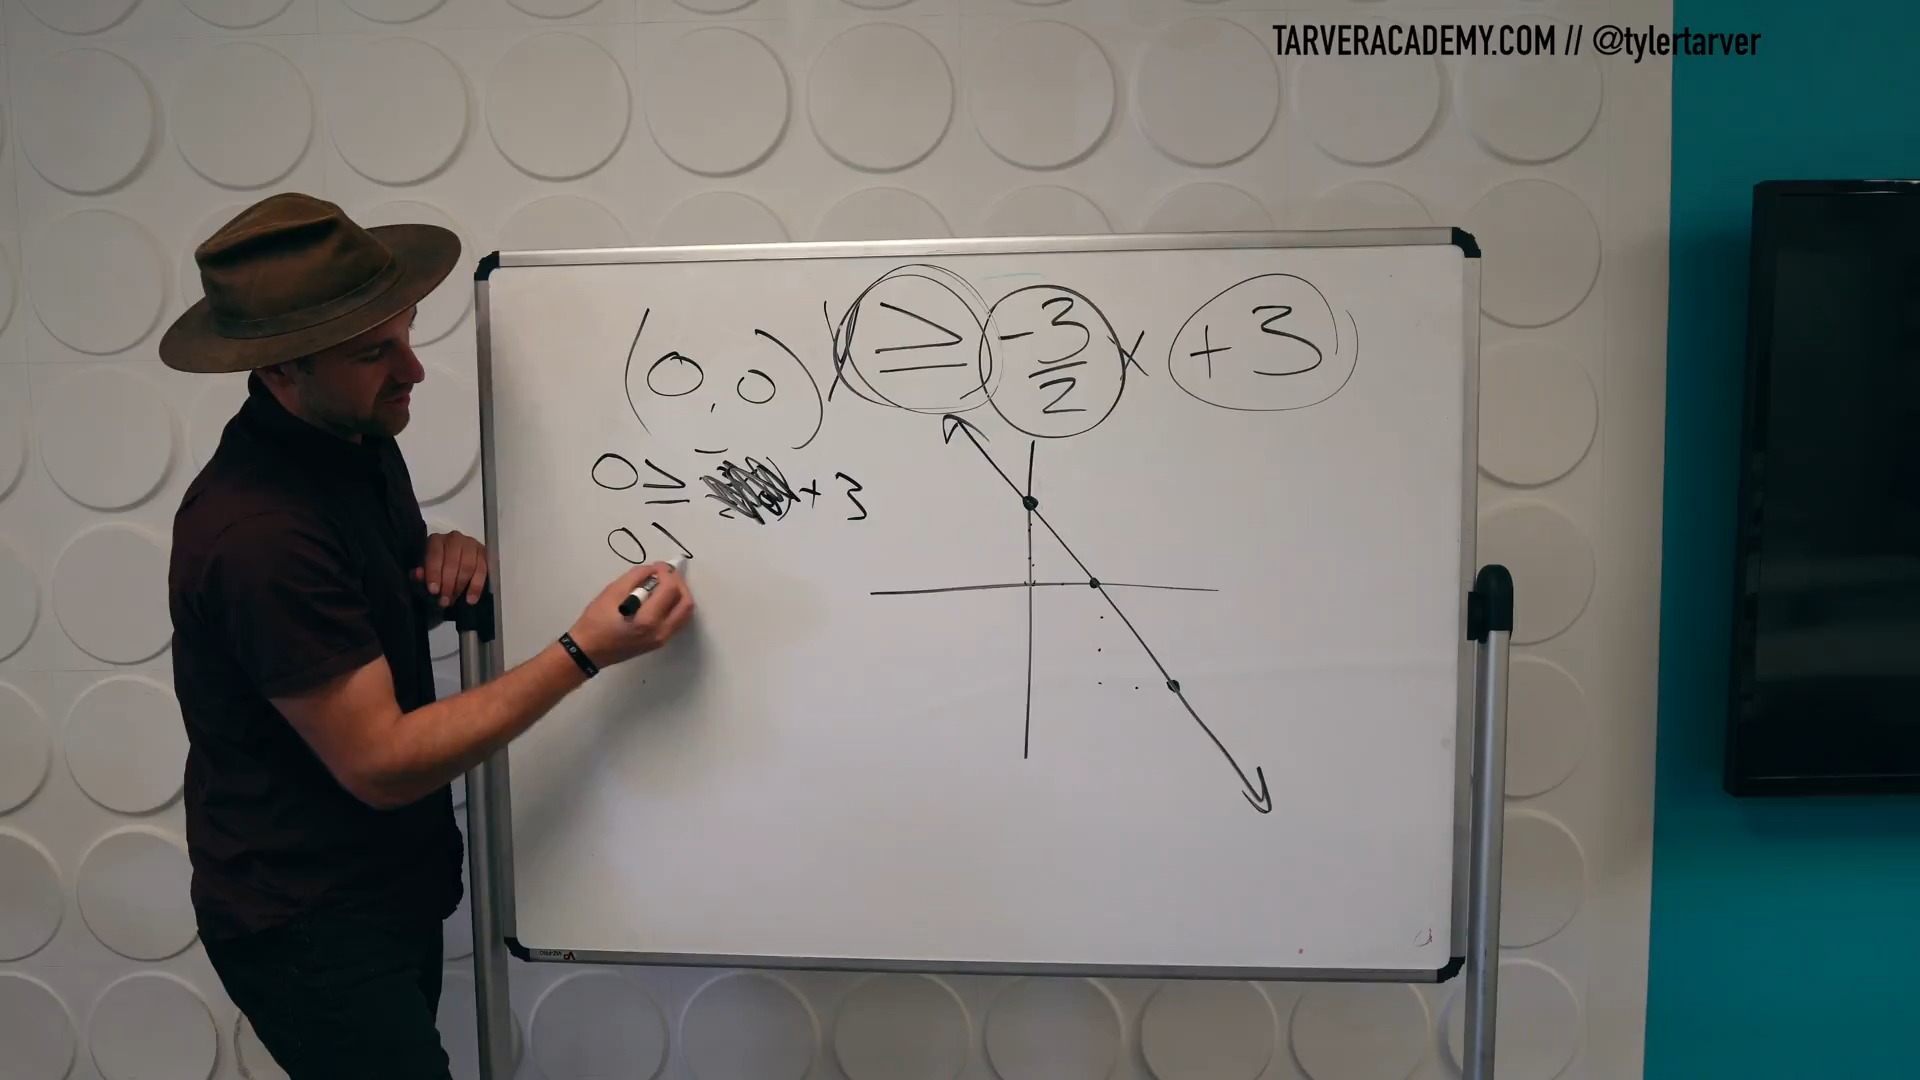 TARVERACADEMY.COM // @tylertarver
(0,0) y ≥ -3/2 x + 3
0 ≥ - + 3
0 >